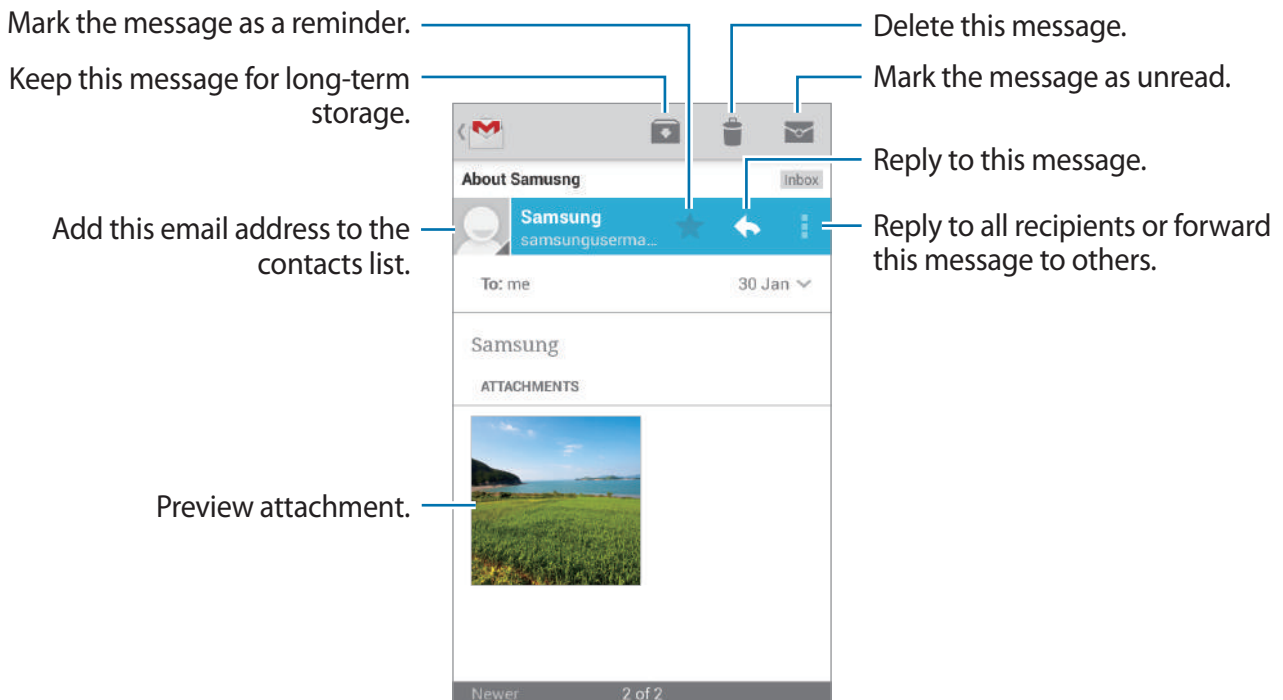 Mark the message as a reminder.
Keep this message for long-term
storage.
Add this email address to the
contacts list.
Preview attachment.
Delete this message.
Mark the message as unread.
Reply to this message.
Reply to all recipients or forward
this message to others.
About Samusng
Inbox
Samsung
samsunguserma...
To: me
30 Jan
Samsung
ATTACHMENTS
Newer
2 of 2